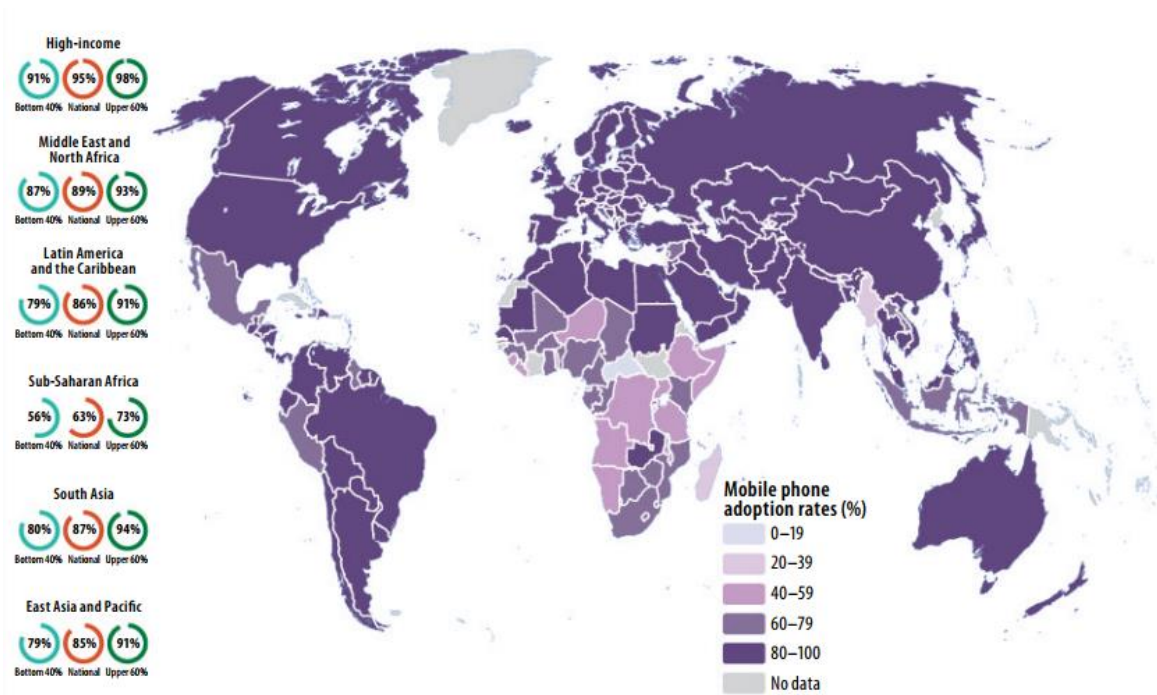 High-income
91% 95% 98%
Bottom 40% National Upper 60%
Middle East and
North Africa
87% 89% 93%
Bottom 40% National Upper 60%
Latin America
and the Caribbean
79% 86% 91%
Bottom 40% National Upper 60%
Sub-Saharan Africa
56% 63% 73%
Bottom 40% National Upper 60%
South Asia
80% 87% 94%
Bottom 40% National Upper 60%
East Asia and Pacific
79% 85% 91%
Bottom 40% National Upper 60%
Mobile phone
adoption rates (%)
0–19
20–39
40–59
60–79
80–100
No data